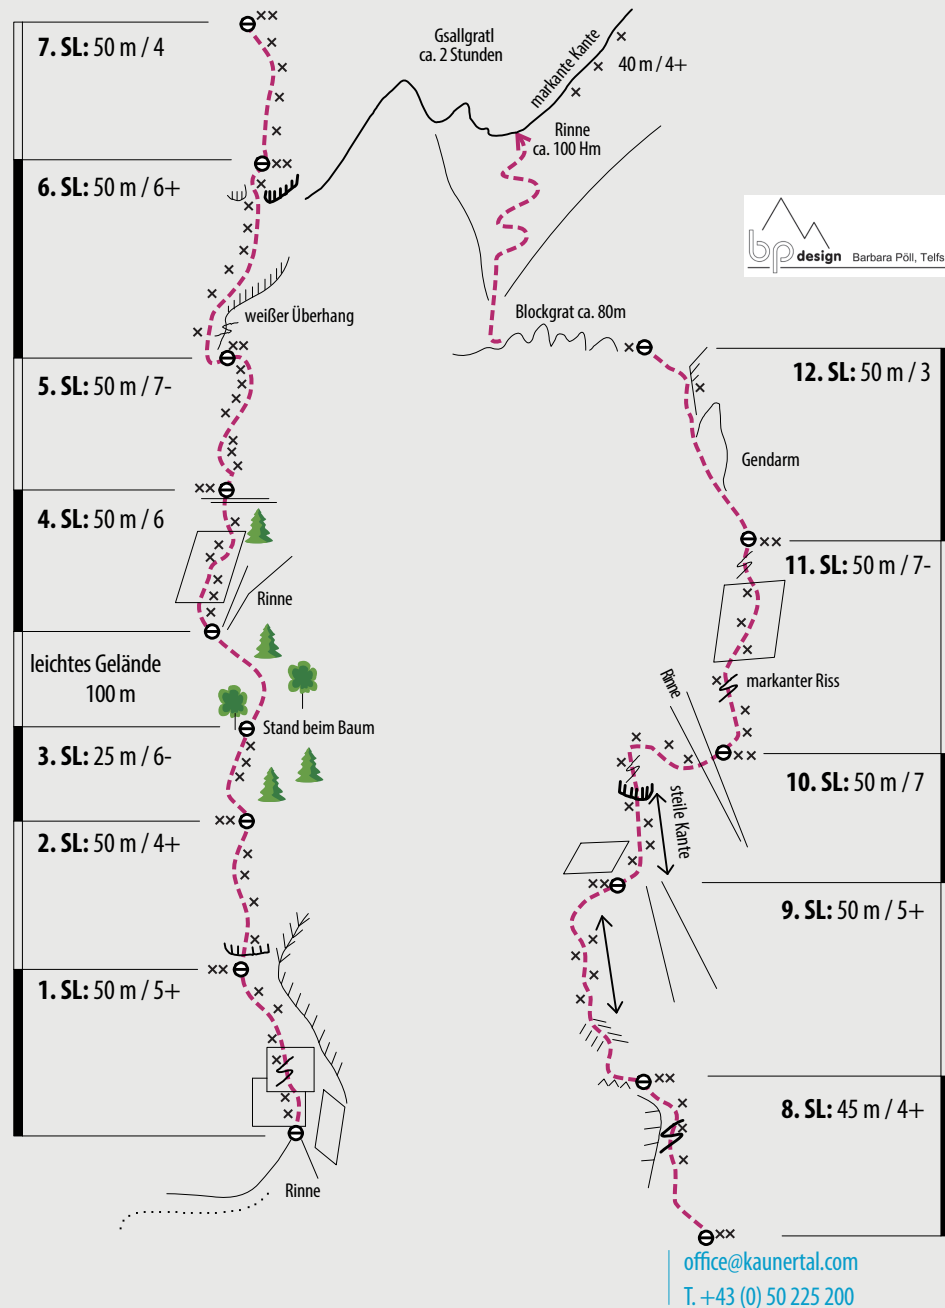 7. SL: 50 m / 4
6. SL: 50 m / 6+
weißer Überhang
5. SL: 50 m / 7-
4. SL: 50 m / 6
Rinne
leichtes Gelände
100 m
Stand beim Baum
3. SL: 25 m / 6-
2. SL: 50 m / 4+
1. SL: 50 m / 5+
Rinne
Gsallgratl
ca. 2 Stunden
markante Kante
40 m / 4+
Rinne
ca. 100 Hm
bp design Barbara Pöll, Telfs
Blockgrat ca. 80m
12. SL: 50 m / 3
Gendarm
11. SL: 50 m / 7-
markanter Riss
Rinne
10. SL: 50 m / 7
steile Kante
9. SL: 50 m / 5+
8. SL: 45 m / 4+
office@kaunertal.com
T. +43 (0) 50 225 200